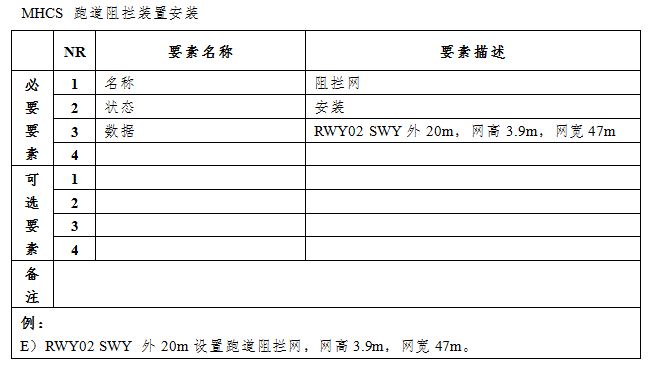 MHCS 跑道阻拦装置安装
NR 要素名称 要素描述
必要要素
1 名称 阻拦网
2 状态 安装
3 数据 RWY02 SWY 外 20m，网高 3.9m，网宽 47m
4
可选要素
1
2
3
4
备注
例：
E）RWY02 SWY 外 20m 设置跑道阻拦网，网高 3.9m，网宽 47m。